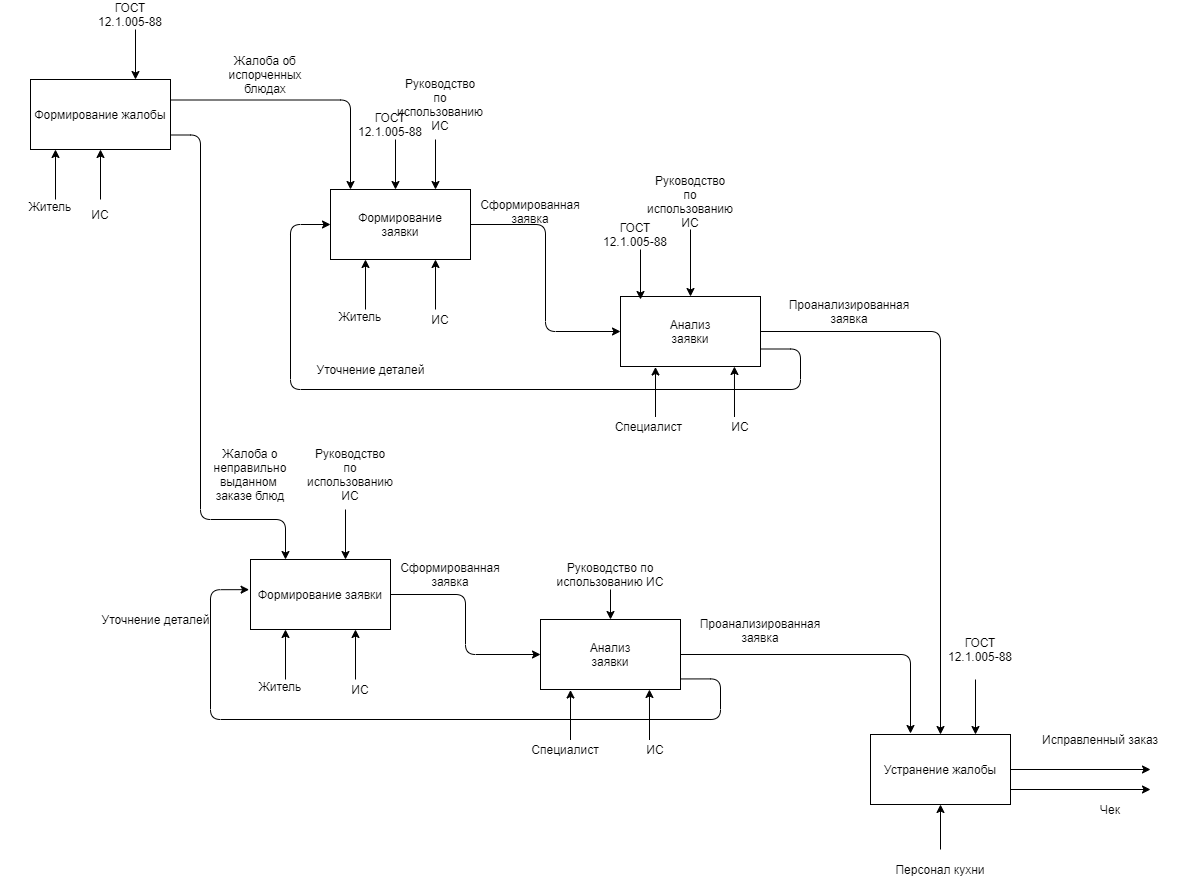 ГОСТ
12.1.005-88
Формирование жалобы
Житель
ИС
Жалоба об
испорченных
блюдах
ГОСТ
12.1.005-88
Руководство
по
использованию
ИС
Формирование
заявки
Житель
ИС
Сформированная
заявка
ГОСТ
12.1.005-88
Руководство
по
использованию
ИС
Анализ
заявки
Специалист
ИС
Проанализированная
заявка
Уточнение деталей
Жалоба о
неправильно
выданном
заказе блюд
Руководство
по
использованию
ИС
Формирование заявки
Уточнение деталей
Житель
ИС
Сформированная
заявка
Руководство по
использованию ИС
Анализ
заявки
Специалист
ИС
Проанализированная
заявка
ГОСТ
12.1.005-88
Устранение жалобы
Исправленный заказ
Чек
Персонал кухни